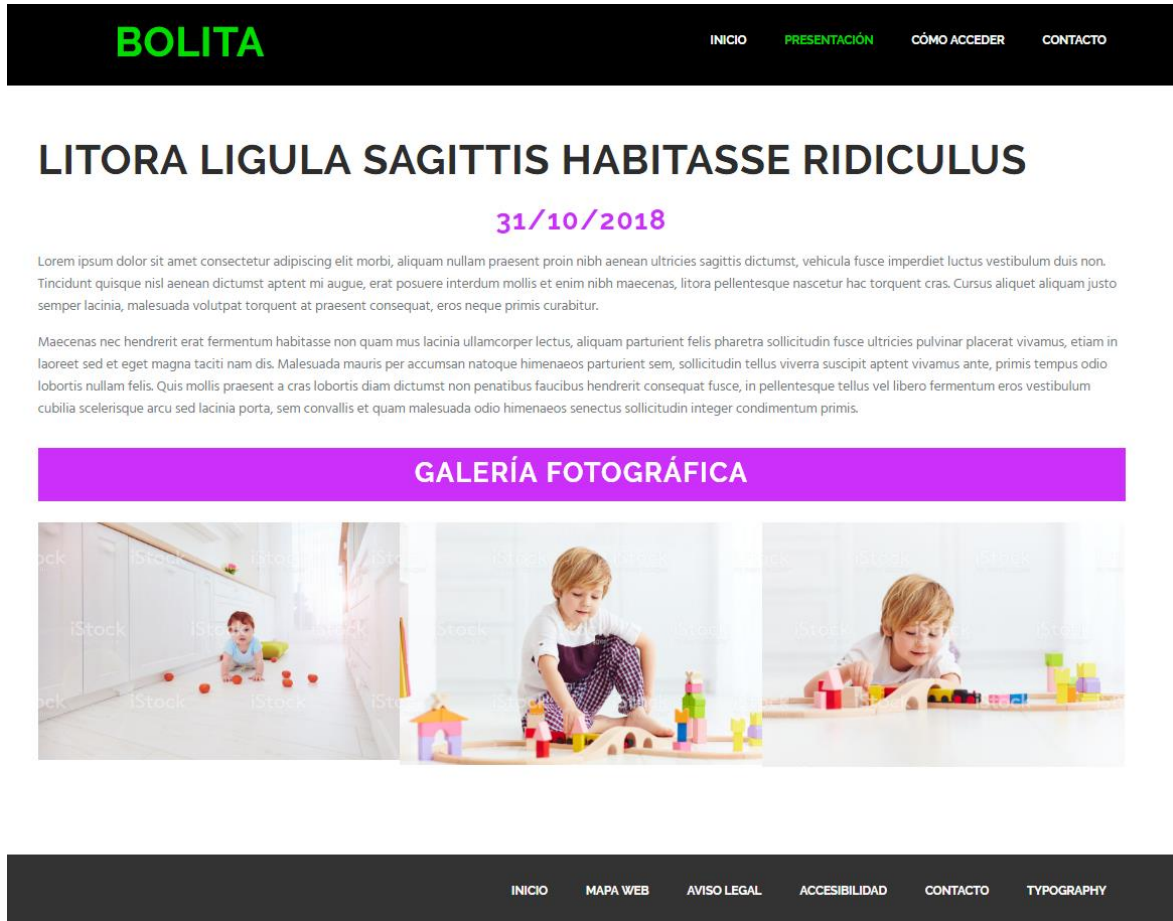 BOLITA
INICIO PRESENTACIÓN CÓMO ACCEDER CONTACTO
LITORA LIGULA SAGITTIS HABITASSE RIDICULUS
31/10/2018
Lorem ipsum dolor sit amet consectetur adipiscing elit morbi, aliquam nullam praesent proin nibh aenean ultricies sagittis dictumst, vehicula fusce imperdiet luctus vestibulum duis non.
Tincidunt quisque nisl aenean dictumst aptent mi augue, erat posuere interdum mollis et enim nibh maecenas, litora pellentesque nascetur hac torquent cras. Cursus aliquet aliquam justo
semper lacinia, malesuada volutpat torquent at praesent consequat, eros neque primis curabitur.
Maecenas nec hendrerit erat fermentum habitasse non quam mus lacinia ullamcorper lectus, aliquam parturient felis pharetra sollicitudin fusce ultricies pulvinar placerat vivamus, etiam in
laoreet sed et eget magna taciti nam dis. Malesuada mauris per accumsan natoque himenaeos parturient sem, sollicitudin tellus viverra suscipit aptent vivamus ante, primis tempus odio
lobortis nullam felis. Quis mollis praesent a cras lobortis diam dictumst non penatibus faucibus hendrerit consequat fusce, in pellentesque tellus vel libero fermentum eros vestibulum
cubilia scelerisque arcu sed lacinia porta, sem convallis et quam malesuada odio himenaeos senectus sollicitudin integer condimentum primis.
GALERÍA FOTOGRÁFICA
iStock
iStock iStock
INICIO MAPA WEB AVISO LEGAL ACCESIBILIDAD CONTACTO TYPOGRAPHY